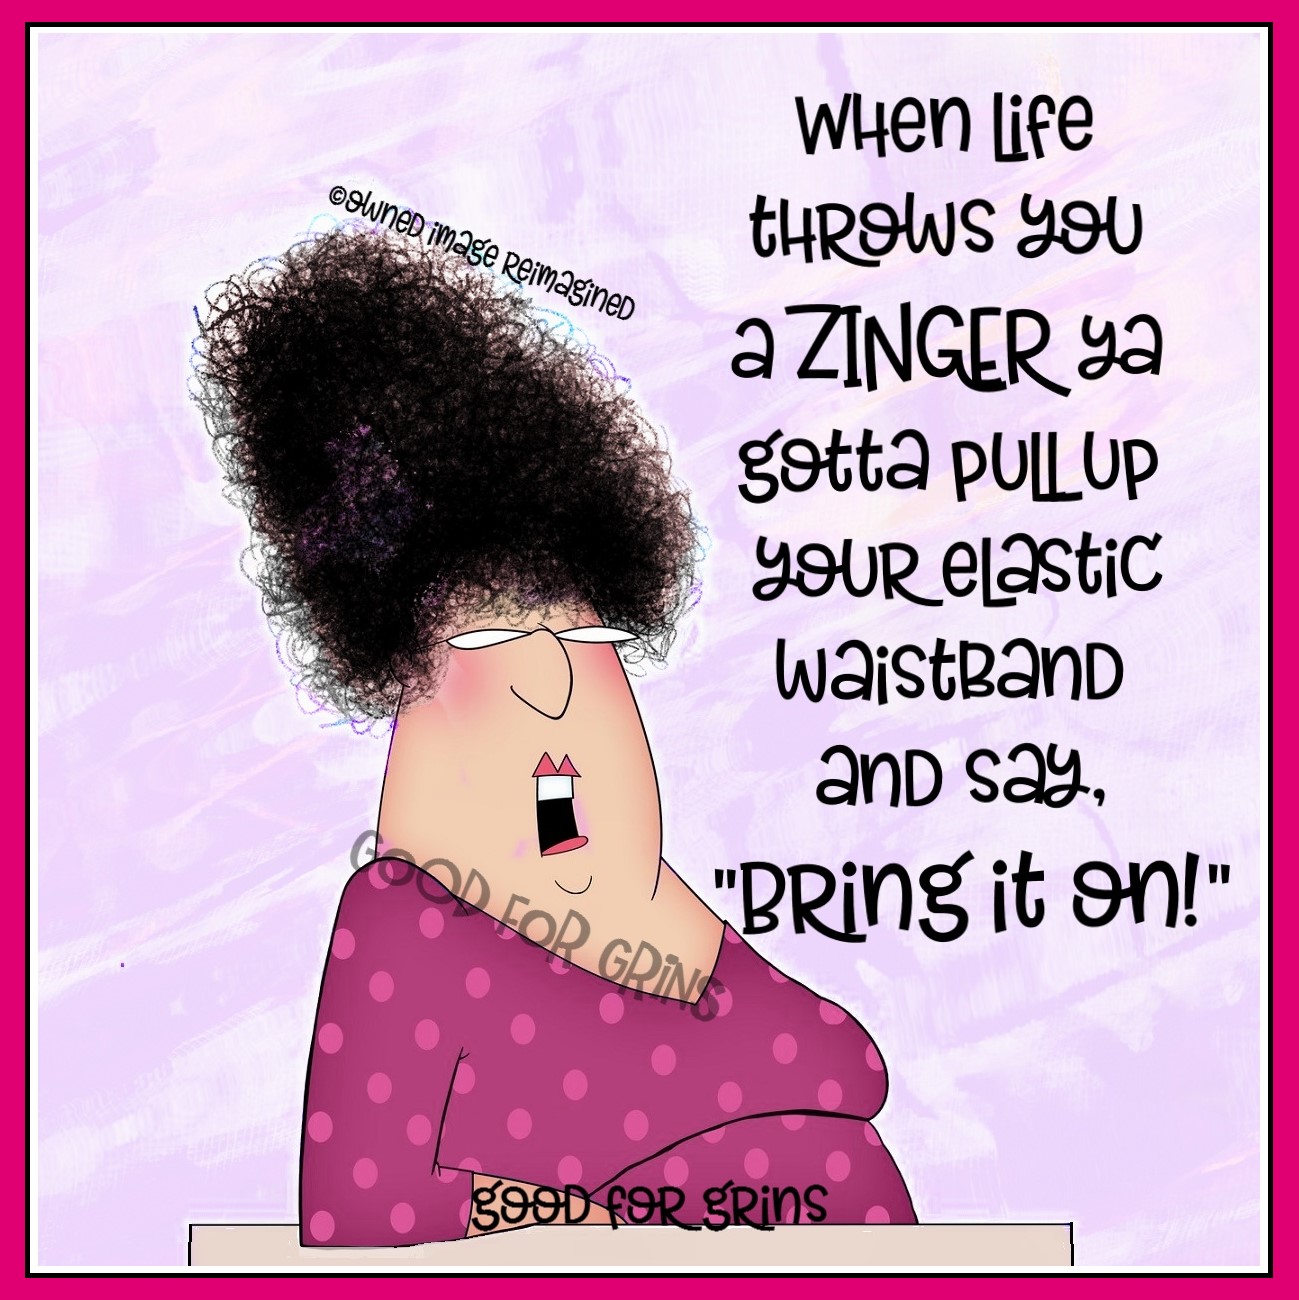 When life
throws you
a ZINGER ya
gotta pull up
your elastic
waistband
and say,
"Bring it on!"
©owned image reimagined
GOOD FOR GRINS
good for grins